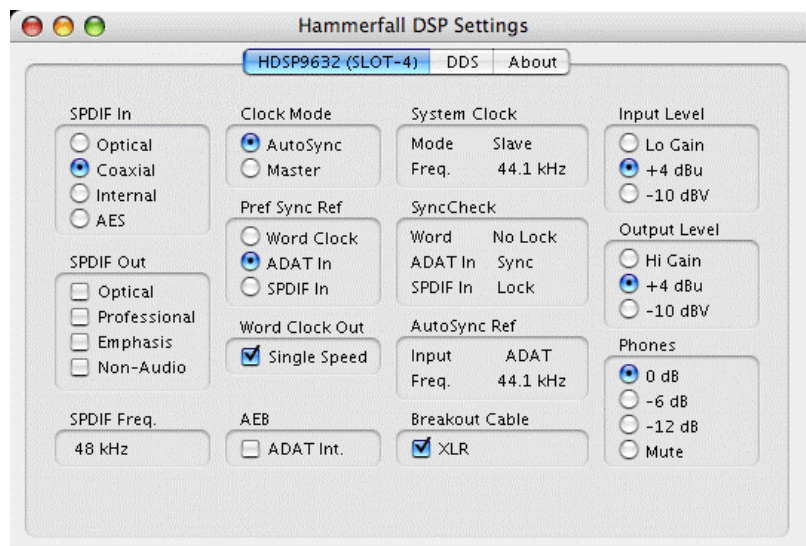 Hammerfall DSP Settings
HDSP9632 (SLOT-4) DDS About
SPDIF In
Optical
Coaxial
Internal
AES
SPDIF Out
Optical
Professional
Emphasis
Non-Audio
SPDIF Freq.
48 kHz
Clock Mode
AutoSync
Master
Pref Sync Ref
Word Clock
ADAT In
SPDIF In
Word Clock Out
Single Speed
AEB
ADAT Int.
System Clock
Mode Slave
Freq. 44.1 kHz
SyncCheck
Word No Lock
ADAT In Sync
SPDIF In Lock
AutoSync Ref
Input ADAT
Freq. 44.1 kHz
Breakout Cable
XLR
Input Level
Lo Gain
+4 dBu
-10 dBV
Output Level
Hi Gain
+4 dBu
-10 dBV
Phones
0 dB
-6 dB
-12 dB
Mute